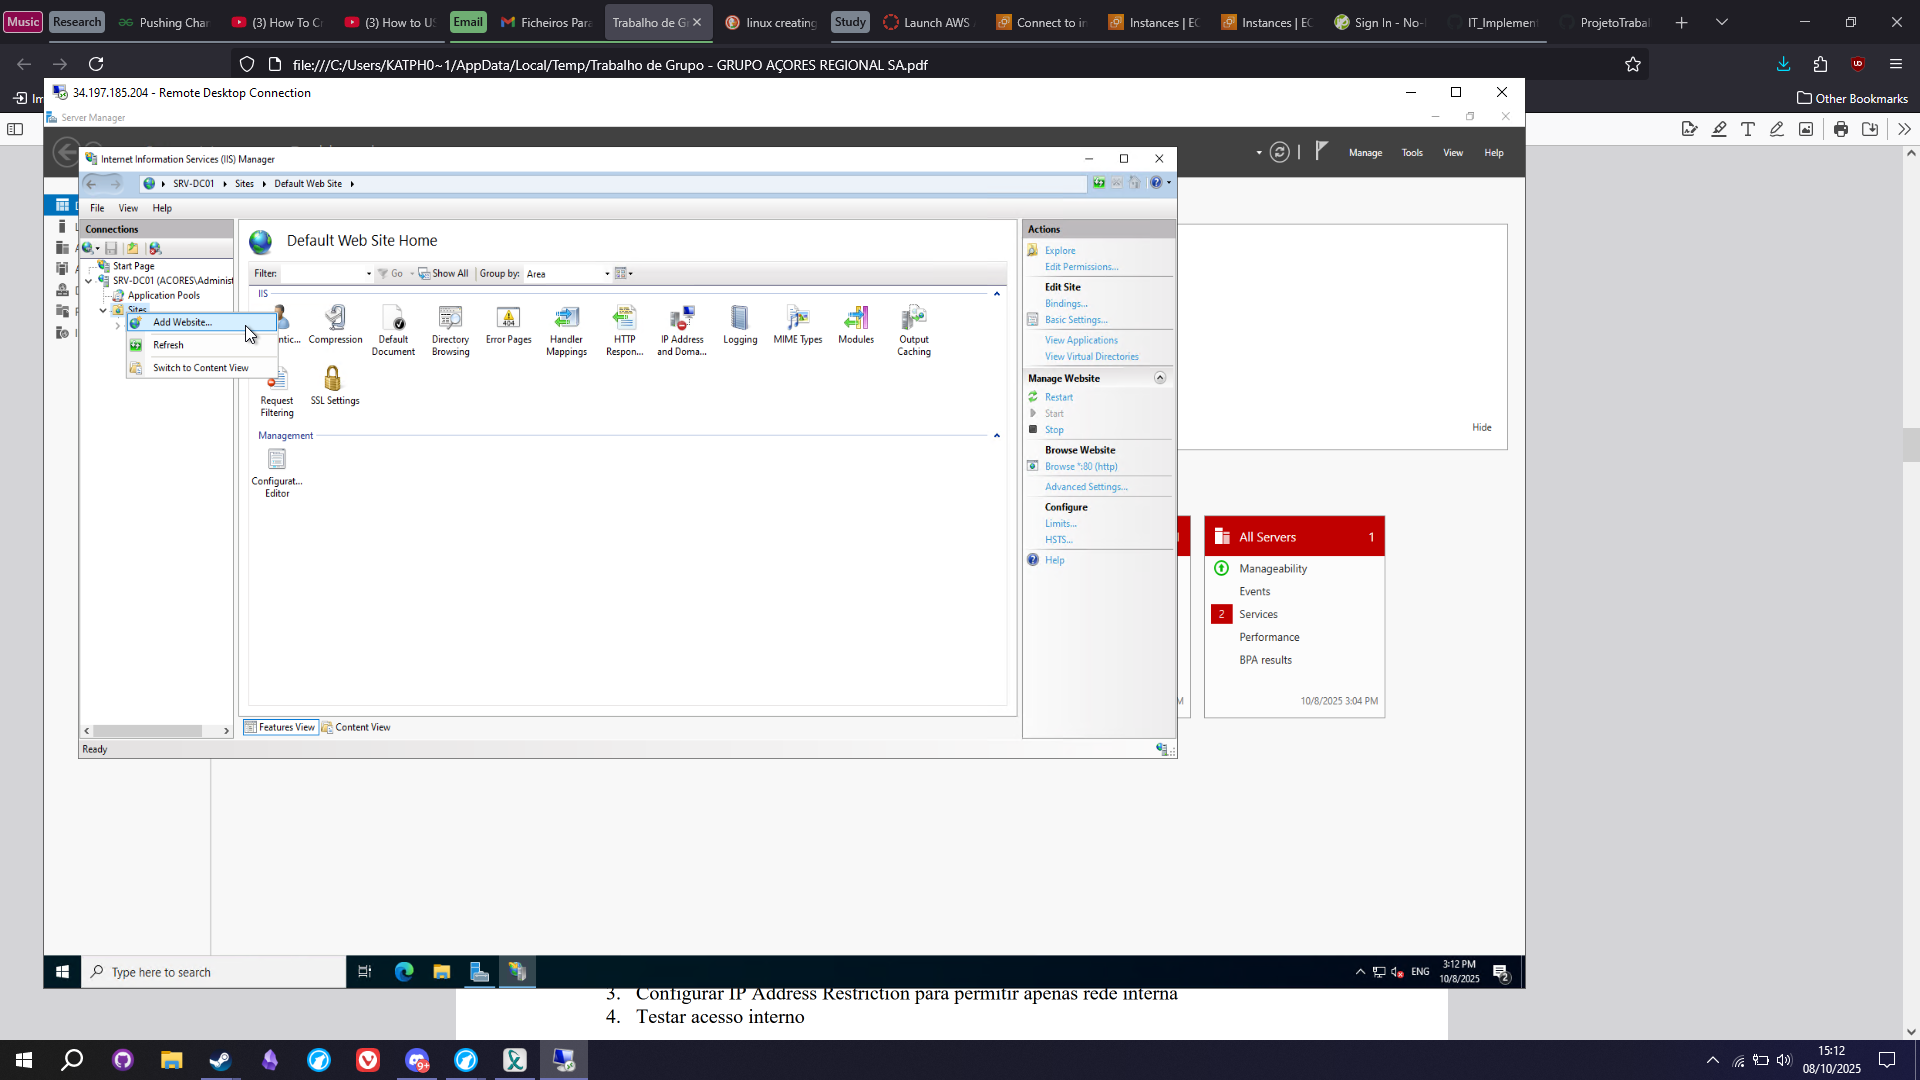 Music
Research
Pushing Char
(3) How To C
(3) How to U
Email
Ficheiros Para
Trabalho de G
linux creating
Study
Launch AWS
Connect to in
Instances | EC
Instances | EC
Sign In - No-
IT_Implemen
ProjetoTrabal
file:///C:/Users/KATPH0~1/AppData/Local/Temp/Trabalho de Grupo - GRUPO AÇORES REGIONAL SA.pdf
Other Bookmarks
34.197.185.204 - Remote Desktop Connection
Server Manager
Manage
Tools
View
Help
Internet Information Services (IIS) Manager
SRV-DC01
Sites
Default Web Site
File
View
Help
Connections
Start Page
SRV-DC01 (ACORES\Administ
Application Pools
Sites
Add Website...
Refresh
Switch to Content View
Default Web Site Home
Filter:
Go
Show All
Group by:
Area
IIS
Compression
Default Document
Directory Browsing
Error Pages
Handler Mappings
HTTP Respon...
IP Address and Doma...
Logging
MIME Types
Modules
Output Caching
Request Filtering
SSL Settings
Management
Configurat... Editor
Features View
Content View
Ready
Actions
Explore
Edit Permissions...
Edit Site
Bindings...
Basic Settings...
View Applications
View Virtual Directories
Manage Website
Restart
Start
Stop
Browse Website
Browse *:80 (http)
Advanced Settings...
Configure
Limits...
HSTS...
Help
Hide
All Servers
1
Manageability
Events
2
Services
Performance
BPA results
10/8/2025 3:04 PM
Type here to search
ENG
3:12 PM
10/8/2025
2
3. Configurar IP Address Restriction para permitir apenas rede interna
4. Testar acesso interno
9+
15:12
08/10/2025